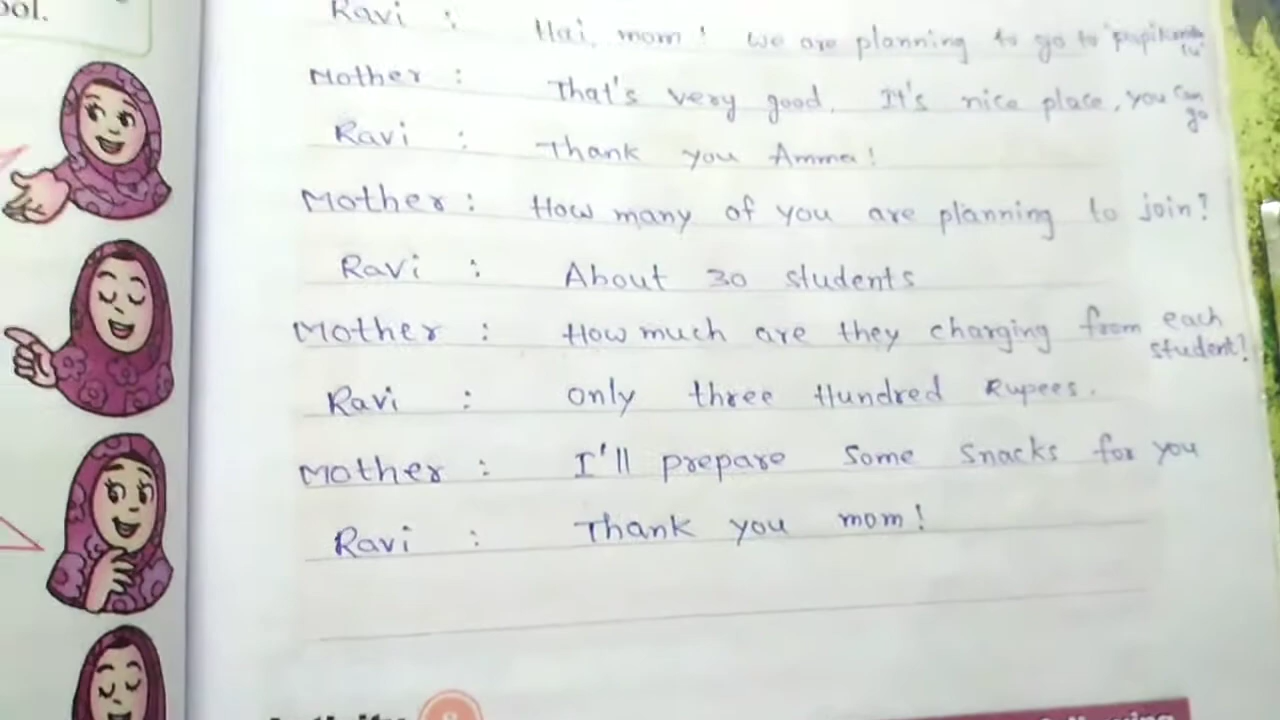 ool.
Ravi : Hai, mom! We are planning to go to
Mother : That's very good. It's nice place, you can
go
Ravi : Thank you Amma!
Mother : How many of you are planning to join?
Ravi : About 30 students
Mother : How much are they charging from each
student?
Ravi : Only three Hundred Rupees.
Mother : I'll prepare some snacks for you
Ravi : Thank you mom!